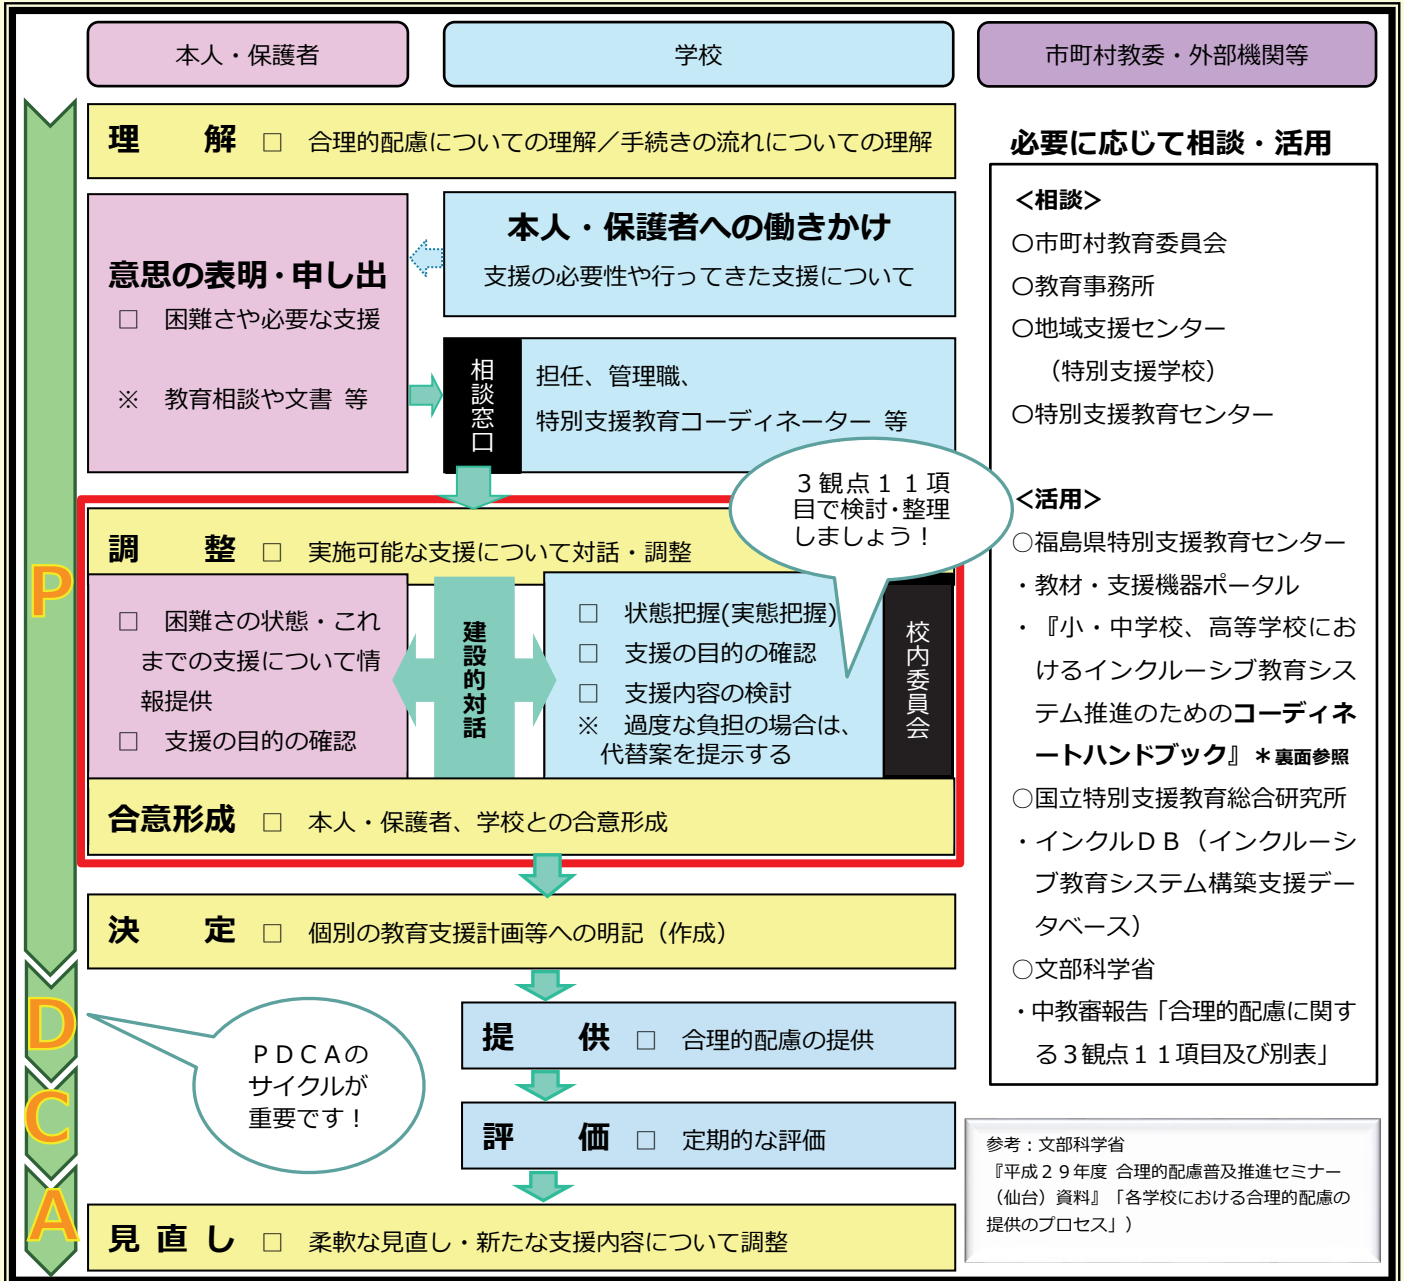 本人・保護者
学校
市町村教委・外部機関等
理 解 □ 合理的配慮についての理解／手続きの流れについての理解
意思の表明・申し出
□ 困難さや必要な支援
※ 教育相談や文書 等
本人・保護者への働きかけ
支援の必要性や行ってきた支援について
相談窓口
担任、管理職、
特別支援教育コーディネーター 等
３観点１１項
目で検討・整理
しましょう！
調 整 □ 実施可能な支援について対話・調整
□ 困難さの状態・これ
までの支援について情
報提供
□ 支援の目的の確認
建設的対話
□ 状態把握(実態把握)
□ 支援の目的の確認
□ 支援内容の検討
※ 過度な負担の場合は、
代替案を提示する
校内委員会
合意形成 □ 本人・保護者、学校との合意形成
決 定 □ 個別の教育支援計画等への明記（作成）
提 供 □ 合理的配慮の提供
評 価 □ 定期的な評価
見 直 し □ 柔軟な見直し・新たな支援内容について調整
P
D
C
A
ＰＤＣＡの
サイクルが
重要です！
必要に応じて相談・活用
＜相談＞
○市町村教育委員会
○教育事務所
○地域支援センター
（特別支援学校）
○特別支援教育センター
＜活用＞
○福島県特別支援教育センター
・教材・支援機器ポータル
・『小・中学校、高等学校にお
けるインクルーシブ教育シス
テム推進のためのコーディネ
ートハンドブック』＊裏面参照
○国立特別支援教育総合研究所
・インクルＤＢ（インクルーシ
ブ教育システム構築支援デー
タベース）
○文部科学省
・中教審報告「合理的配慮に関す
る３観点１１項目及び別表」
参考：文部科学省
『平成２９年度 合理的配慮普及推進セミナー
（仙台）資料』「各学校における合理的配慮の
提供のプロセス」）